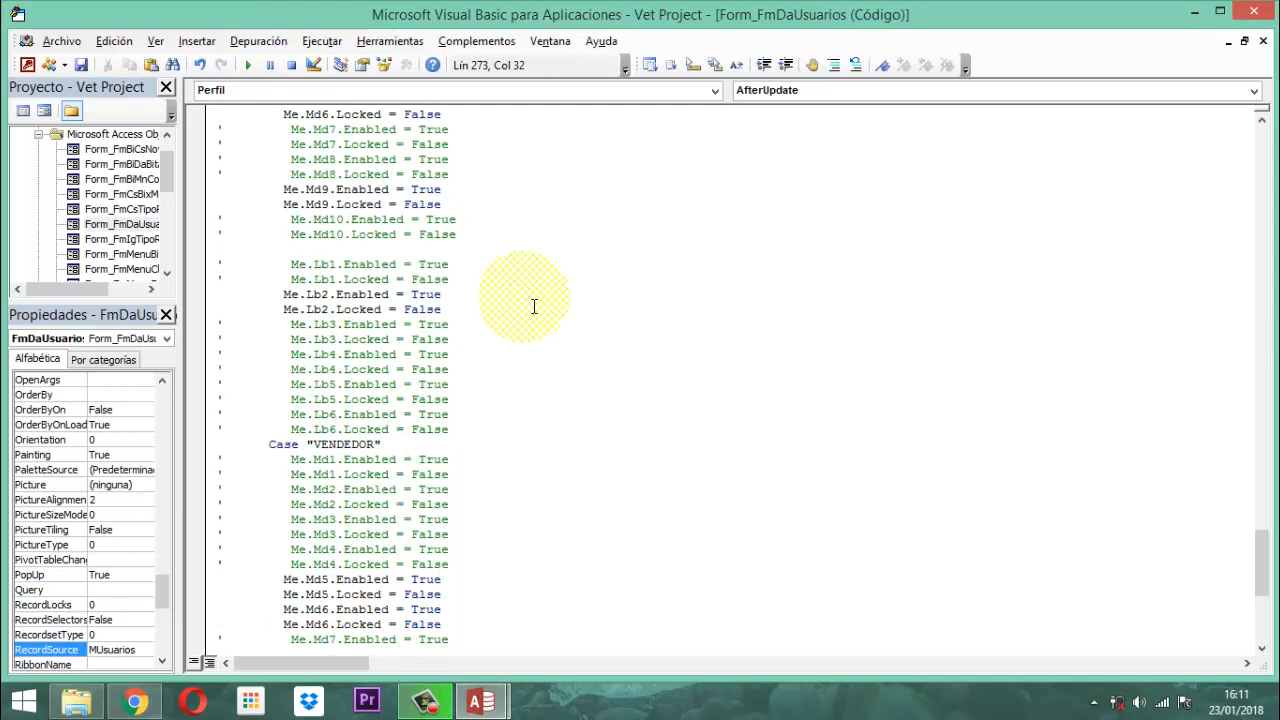 Microsoft Visual Basic para Aplicaciones - Vet Project - [Form_FmDaUsuarios (Código)]
Archivo Edición Ver Insertar Depuración Ejecutar Herramientas Complementos Ventana Ayuda
Lín 273, Col 32
Proyecto - Vet Project
Microsoft Access Obj
Form_FmBiCsNo
Form_FmBiDaBit
Form_FmBiMnCo
Form_FmCsBixM
Form_FmCsTipoF
Form_FmDaUsua
Form_FmIgTipoR
Form_FmMenuBi
Form_FmMenuCl
Propiedades - FmDaUsu
FmDaUsuario: Form_FmDaUsu
Alfabética Por categorías
OpenArgs
OrderBy
OrderByOn False
OrderByOnLoad True
Orientation 0
Painting True
PaletteSource (Predetermina
Picture (ninguna)
PictureAlignmen 2
PictureSizeMode 0
PictureTiling False
PictureType 0
PivotTableChang
PopUp True
Query
RecordLocks 0
RecordSelectors False
RecordsetType 0
RecordSource MUsuarios
RibbonName
Perfil AfterUpdate
Me.Md6.Locked = False
' Me.Md7.Enabled = True
' Me.Md7.Locked = False
' Me.Md8.Enabled = True
' Me.Md8.Locked = False
Me.Md9.Enabled = True
Me.Md9.Locked = False
' Me.Md10.Enabled = True
' Me.Md10.Locked = False
' Me.Lb1.Enabled = True
' Me.Lb1.Locked = False
Me.Lb2.Enabled = True
Me.Lb2.Locked = False
' Me.Lb3.Enabled = True
' Me.Lb3.Locked = False
' Me.Lb4.Enabled = True
' Me.Lb4.Locked = False
' Me.Lb5.Enabled = True
' Me.Lb5.Locked = False
' Me.Lb6.Enabled = True
' Me.Lb6.Locked = False
Case "VENDEDOR"
' Me.Md1.Enabled = True
' Me.Md1.Locked = False
' Me.Md2.Enabled = True
' Me.Md2.Locked = False
' Me.Md3.Enabled = True
' Me.Md3.Locked = False
' Me.Md4.Enabled = True
' Me.Md4.Locked = False
Me.Md5.Enabled = True
Me.Md5.Locked = False
Me.Md6.Enabled = True
Me.Md6.Locked = False
' Me.Md7.Enabled = True
Pr
16:11
23/01/2018